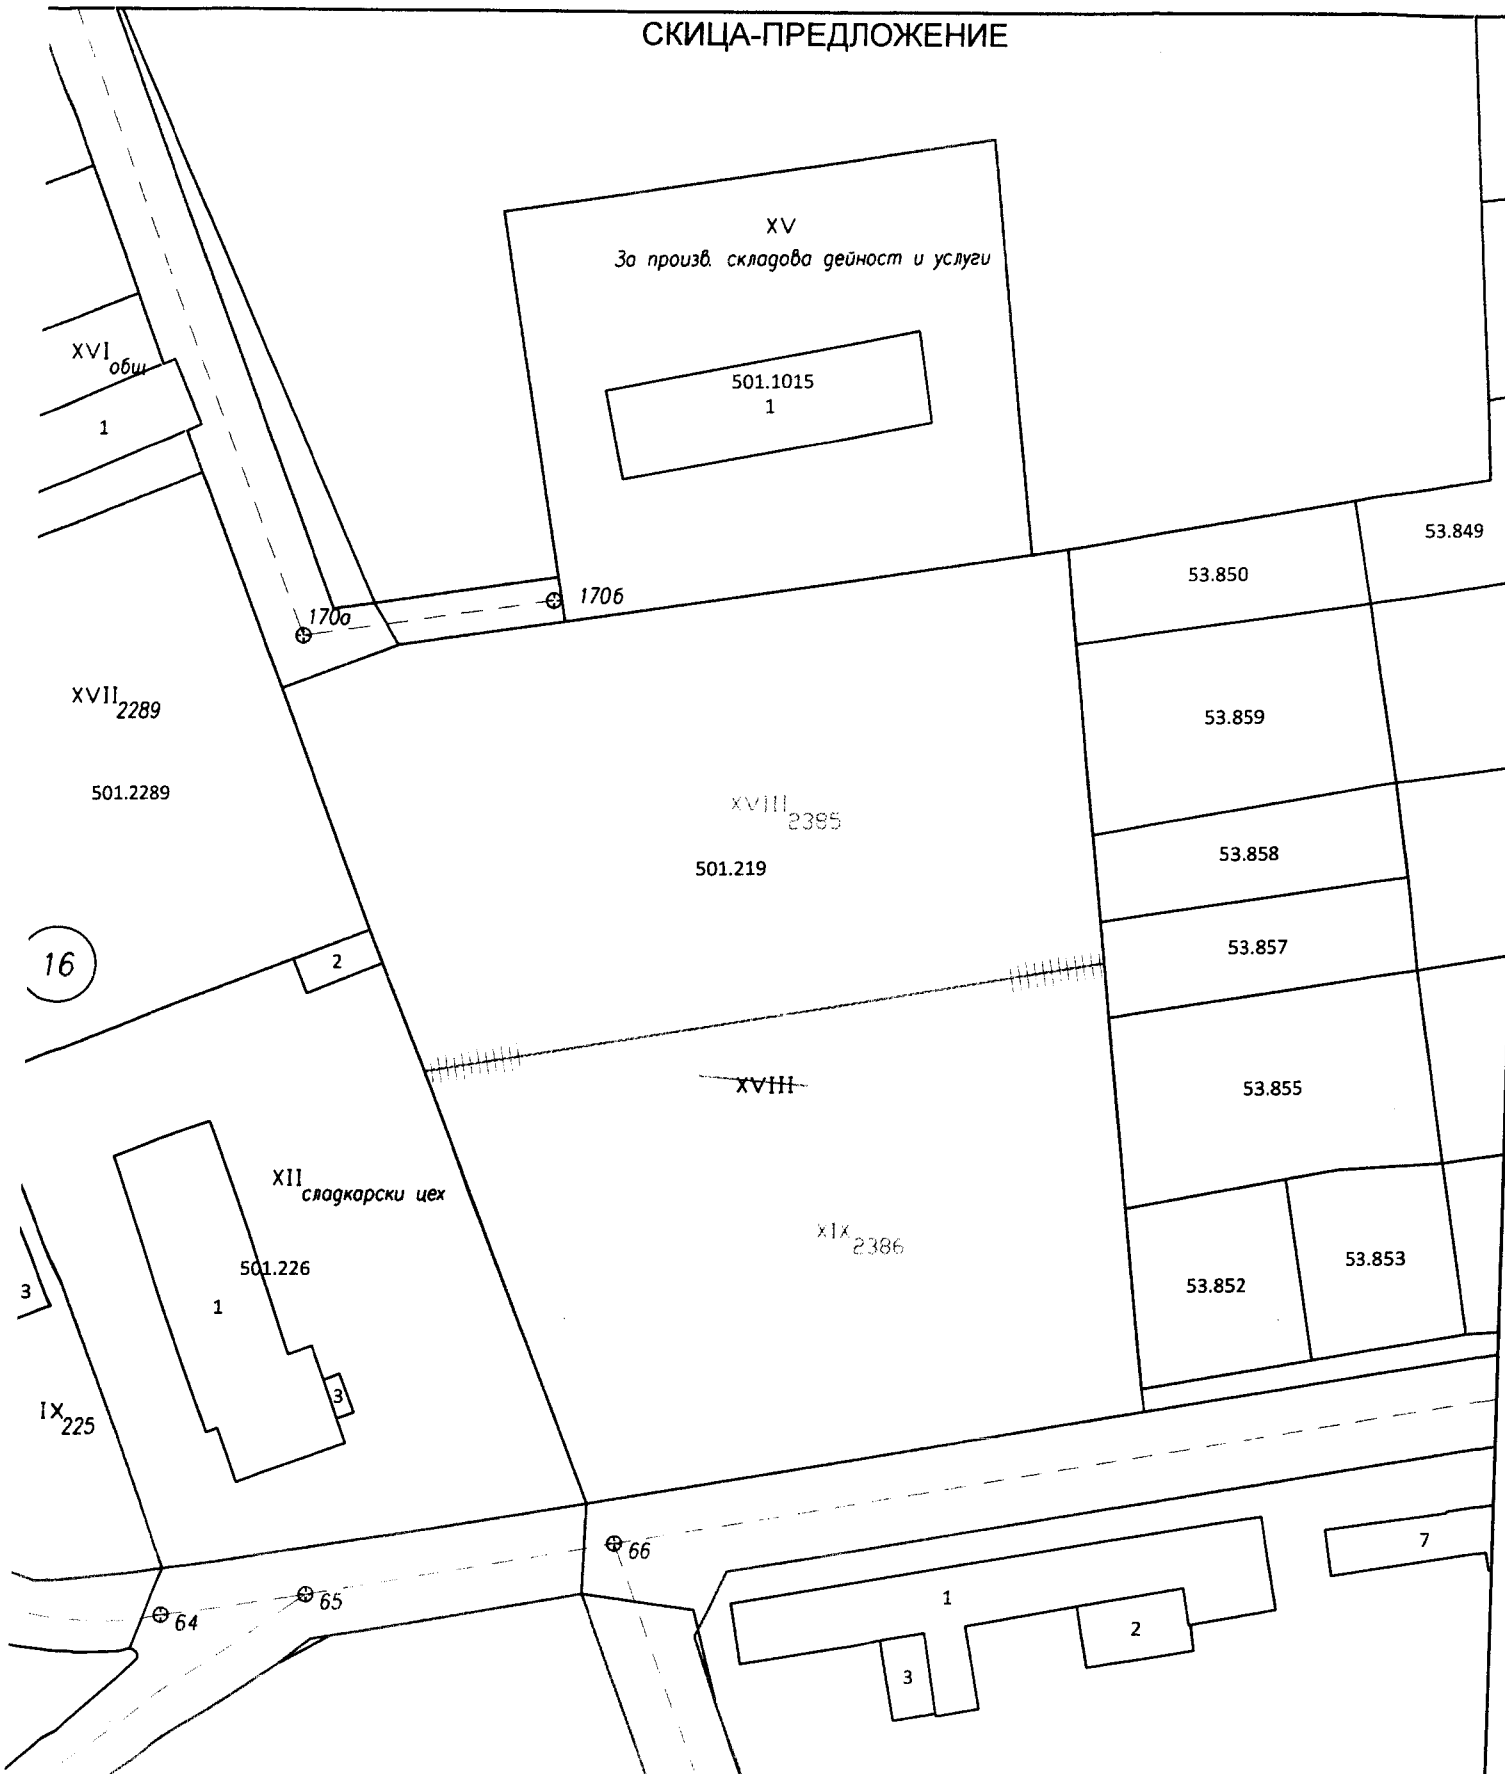 СКИЦА-ПРЕДЛОЖЕНИЕ
XV
За произв. складова дейност и услуги
501.1015
1
XVI общ
1
53.849
53.850
170а
170б
XVII 2289
53.859
501.2289
XVIII 2385
53.858
501.219
53.857
16
2
XVIII
53.855
XII сладкарски цех
XIX 2386
501.226
53.853
53.852
3
1
3
IX 225
66
7
65
1
64
2
3